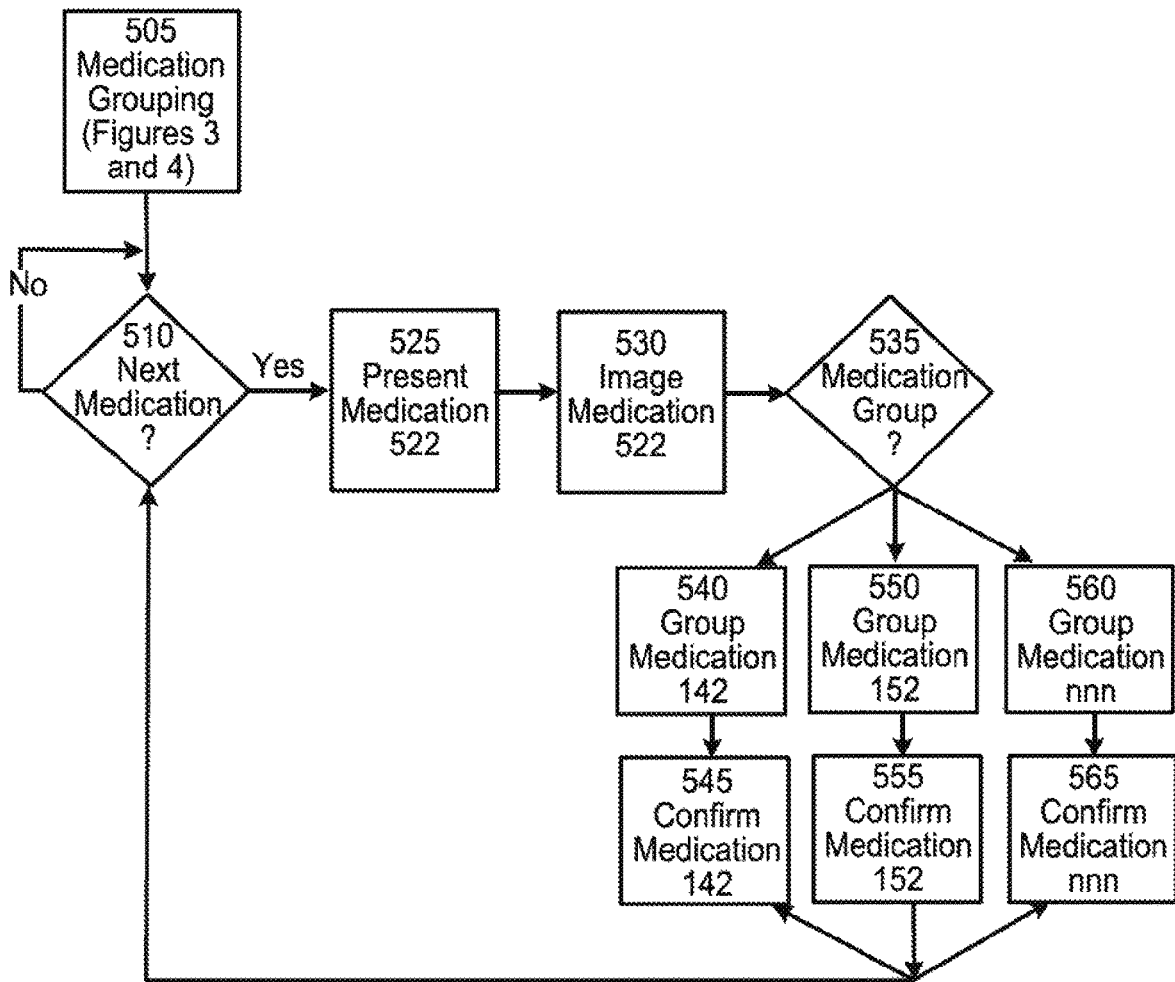 505
Medication
Grouping
(Figures 3
and 4)
No
510
Next
Medication
?
Yes
525
Present
Medication
522
530
Image
Medication
522
535
Medication
Group
?
540
Group
Medication
142
550
Group
Medication
152
560
Group
Medication
nnn
545
Confirm
Medication
142
555
Confirm
Medication
152
565
Confirm
Medication
nnn